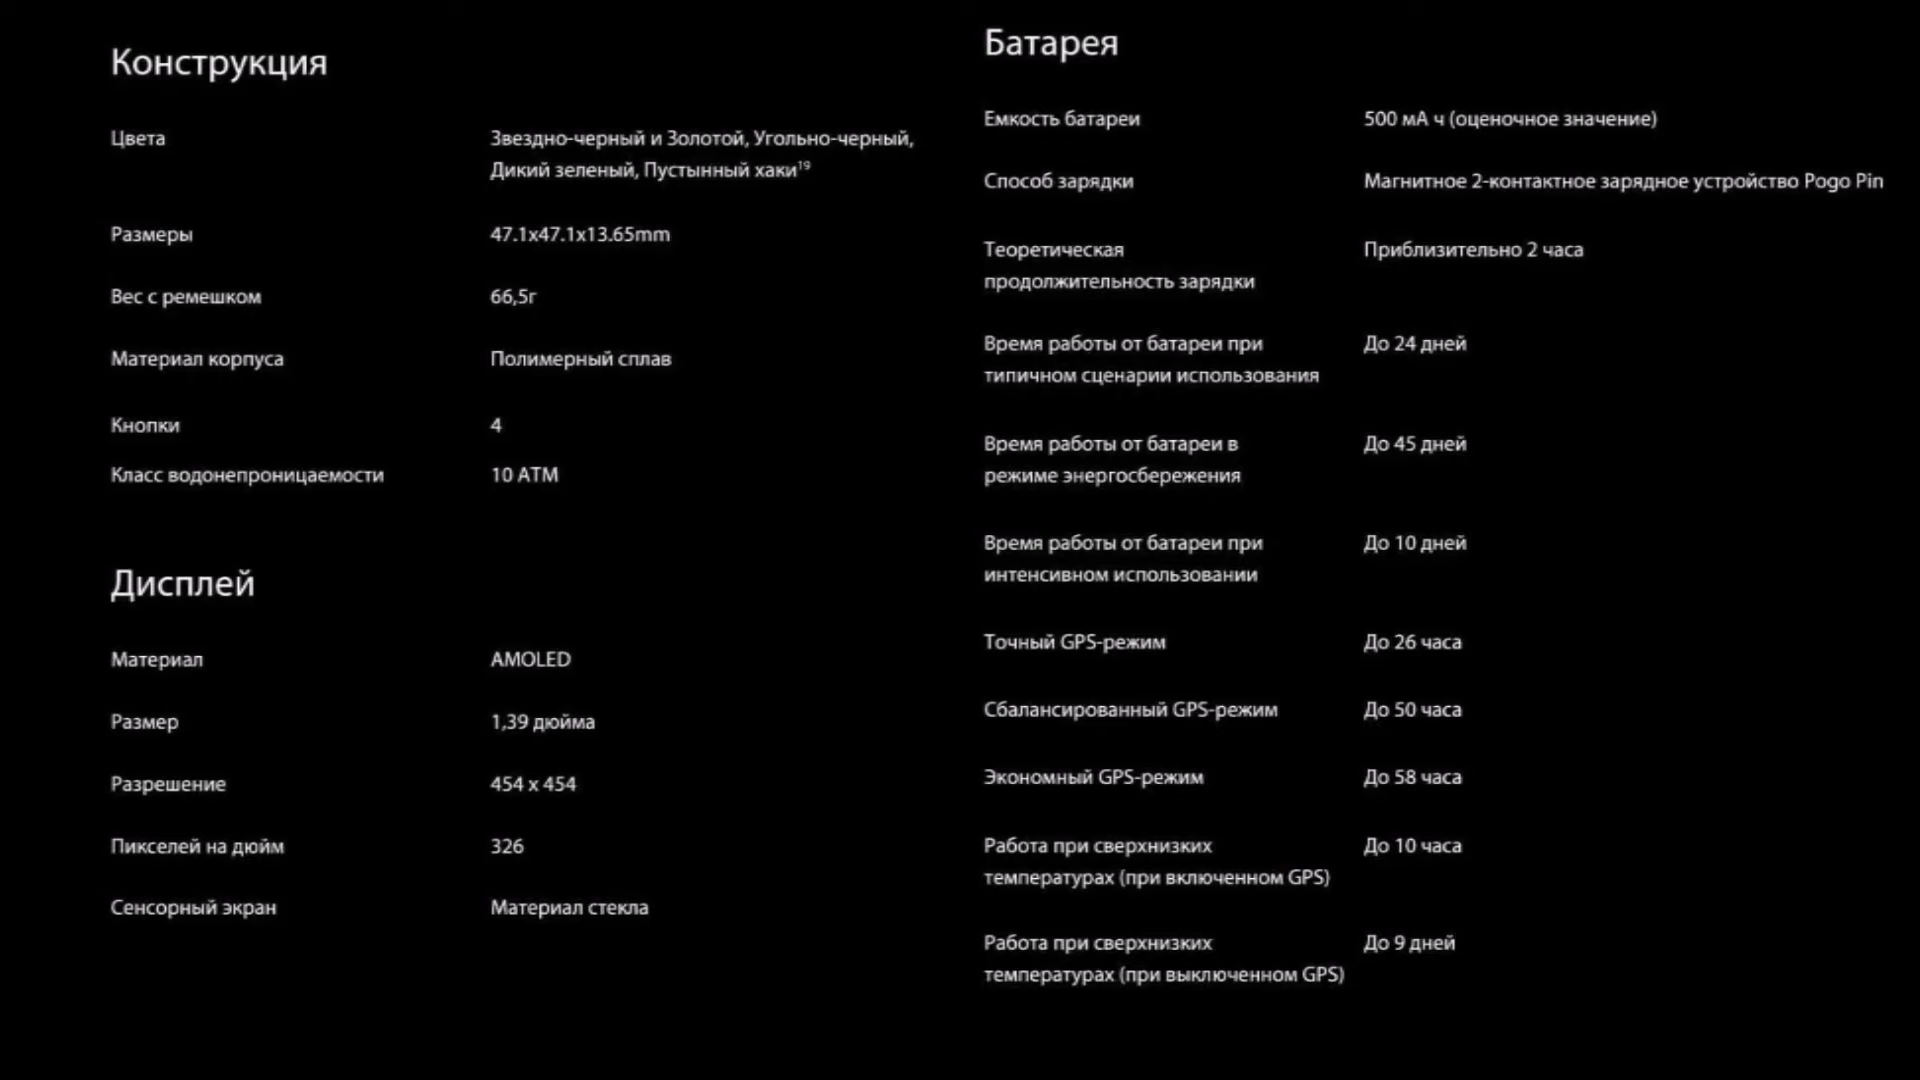 Конструкция
Цвета
Звездно-черный и Золотой, Угольно-черный,
Дикий зеленый, Пустынный хаки¹⁹
Размеры
47.1x47.1x13.65mm
Вес с ремешком
66,5г
Материал корпуса
Полимерный сплав
Кнопки
4
Класс водонепроницаемости
10 ATM
Дисплей
Материал
AMOLED
Размер
1,39 дюйма
Разрешение
454 x 454
Пикселей на дюйм
326
Сенсорный экран
Материал стекла
Батарея
Емкость батареи
500 мА ч (оценочное значение)
Способ зарядки
Магнитное 2-контактное зарядное устройство Pogo Pin
Теоретическая
продолжительность зарядки
Приблизительно 2 часа
Время работы от батареи при
типичном сценарии использования
До 24 дней
Время работы от батареи в
режиме энергосбережения
До 45 дней
Время работы от батареи при
интенсивном использовании
До 10 дней
Точный GPS-режим
До 26 часа
Сбалансированный GPS-режим
До 50 часа
Экономный GPS-режим
До 58 часа
Работа при сверхнизких
температурах (при включенном GPS)
До 10 часа
Работа при сверхнизких
температурах (при выключенном GPS)
До 9 дней